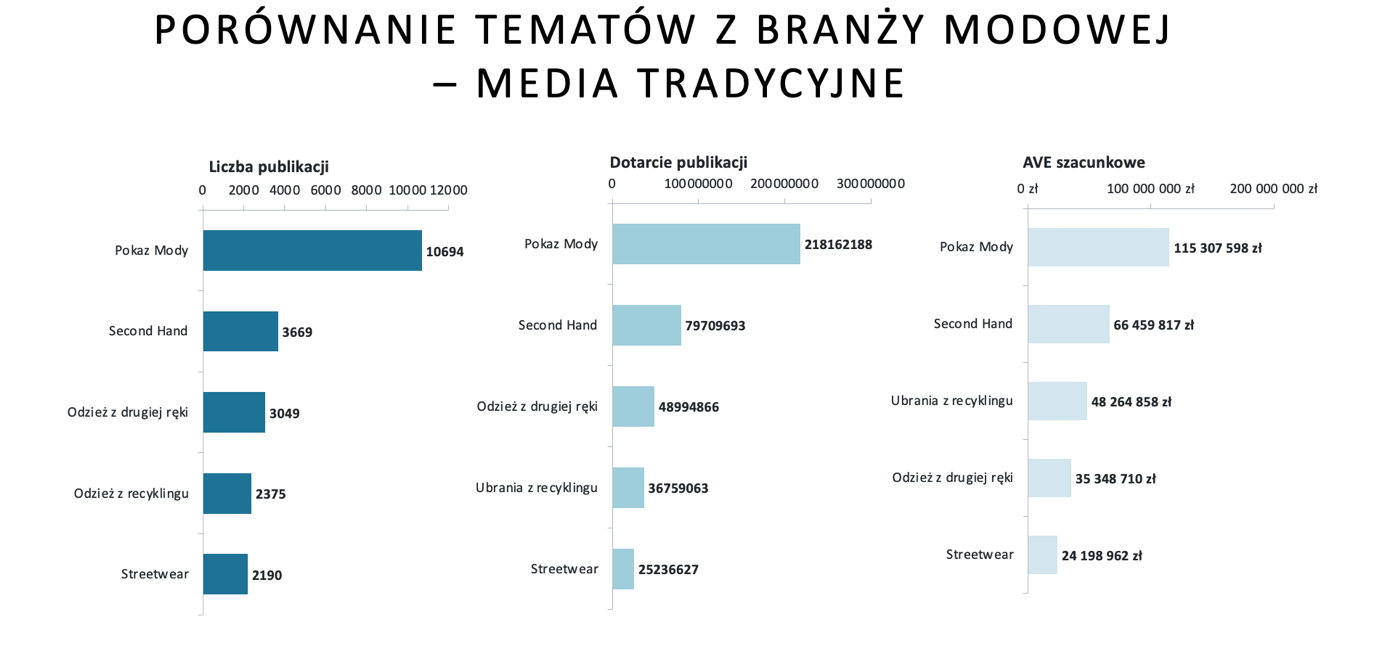 PORÓWNANIE TEMATÓW Z BRANŻY MODOWEJ
– MEDIA TRADYCYJNE
Liczba publikacji
0 2000 4000 6000 8000 10000 12000
Pokaz Mody 10694
Second Hand 3669
Odzież z drugiej ręki 3049
Odzież z recyklingu 2375
Streetwear 2190
Dotarcie publikacji
0 100000000 200000000 300000000
Pokaz Mody 218162188
Second Hand 79709693
Odzież z drugiej ręki 48994866
Ubrania z recyklingu 36759063
Streetwear 25236627
AVE szacunkowe
0 zł 100 000 000 zł 200 000 000 zł
Pokaz Mody 115 307 598 zł
Second Hand 66 459 817 zł
Ubrania z recyklingu 48 264 858 zł
Odzież z drugiej ręki 35 348 710 zł
Streetwear 24 198 962 zł